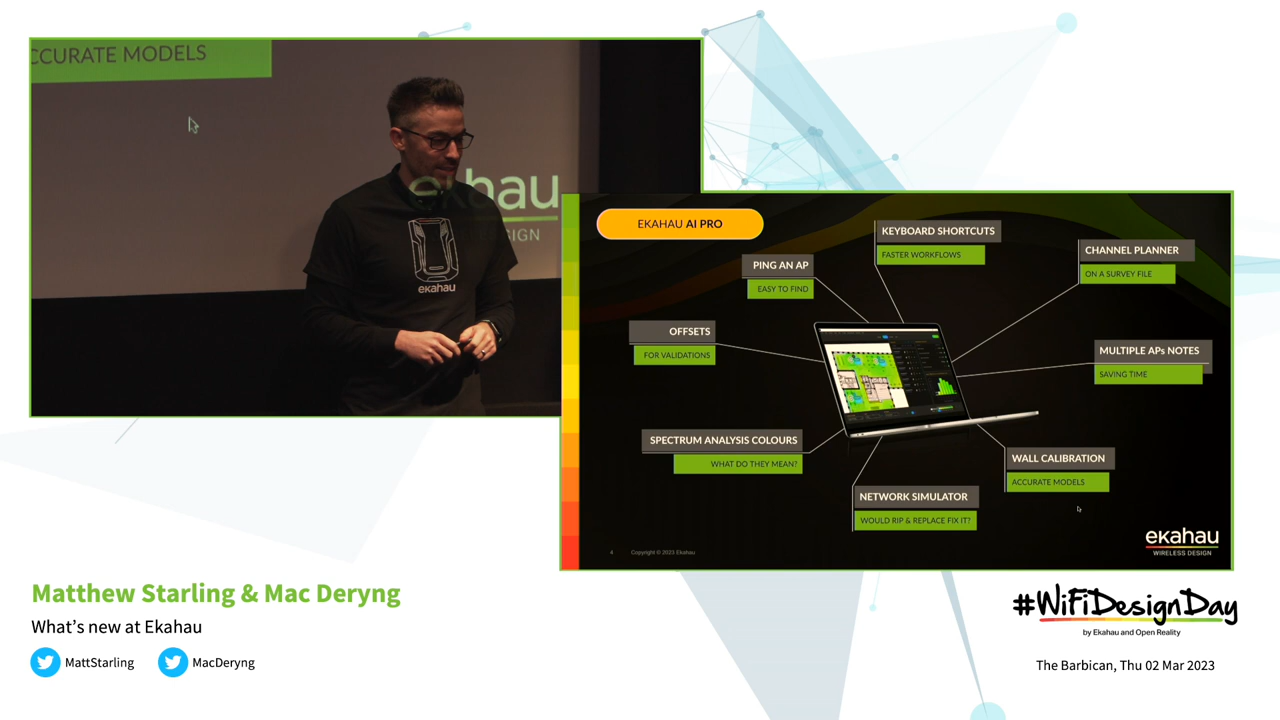 CCURATE MODELS
ekahau
SIGN
ekahau
EKAHAU AI PRO
KEYBOARD SHORTCUTS
FASTER WORKFLOWS
CHANNEL PLANNER
ON A SURVEY FILE
PING AN AP
EASY TO FIND
OFFSETS
FOR VALIDATIONS
MULTIPLE APs NOTES
SAVING TIME
SPECTRUM ANALYSIS COLOURS
WHAT DO THEY MEAN?
WALL CALIBRATION
ACCURATE MODELS
NETWORK SIMULATOR
WOULD RIP & REPLACE FIX IT?
ekahau
WIRELESS DESIGN
4 Copyright © 2023 Ekahau
Matthew Starling & Mac Deryng
What's new at Ekahau
MattStarling MacDeryng
#WiFiDesignDay
by Ekahau and Open Reality
The Barbican, Thu 02 Mar 2023